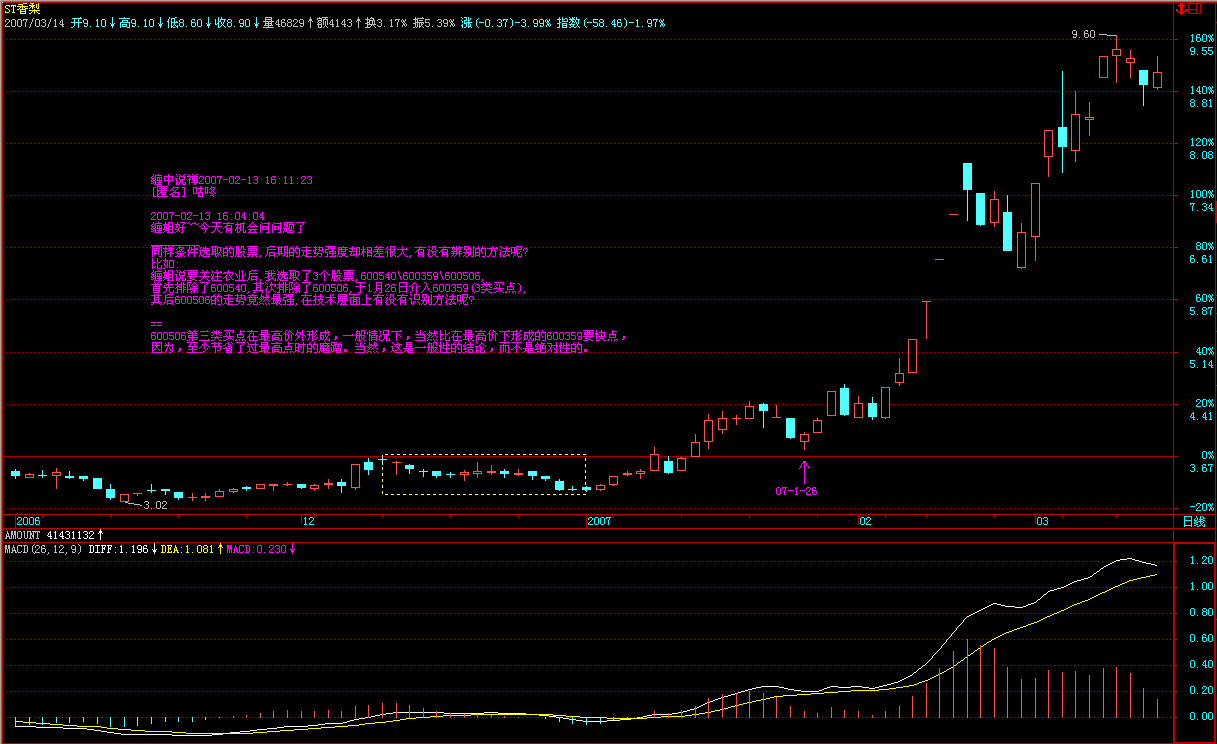 ST香梨
日
2007/03/14 开9.10↓高9.10↓低8.60↓收8.90↓量46829↑额4143↑换3.17% 振5.39% 涨(-0.37)-3.99% 指数(-58.46)-1.97%
9.60
160%
9.55
140%
8.81
120%
8.08
缠中说禅2007-02-13 16:11:23
[匿名] 咕咚
100%
7.34
2007-02-13 16:04:04
缠姐好~~今天有机会问问题了
同样条件选取的股票,后期的走势强度却相差很大,有没有辨别的方法呢?
80%
6.61
比如:
缠姐说要关注农业后,我选取了3个股票,600540\600359\600506,
首先排除了600540,其次排除了600506,于1月26日介入600359(3类买点),
其后600506的走势竟然最强,在技术层面上有没有识别方法呢?
60%
5.87
==
600506第三类买点在最高价外形成，一般情况下，当然比在最高价下形成的600359要快点，
因为，至少节省了过最高点时的磨蹭。当然，这是一般性的结论，而不是绝对性的。
40%
5.14
20%
4.41
0%
3.67
07-1-26
3.02
-20%
2006
12
2007
02
03
日线
AMOUNT 41431132↑
MACD(26,12,9) DIFF:1.196↓DEA:1.081↑MACD:0.230↓
1.20
1.00
0.80
0.60
0.40
0.20
0.00